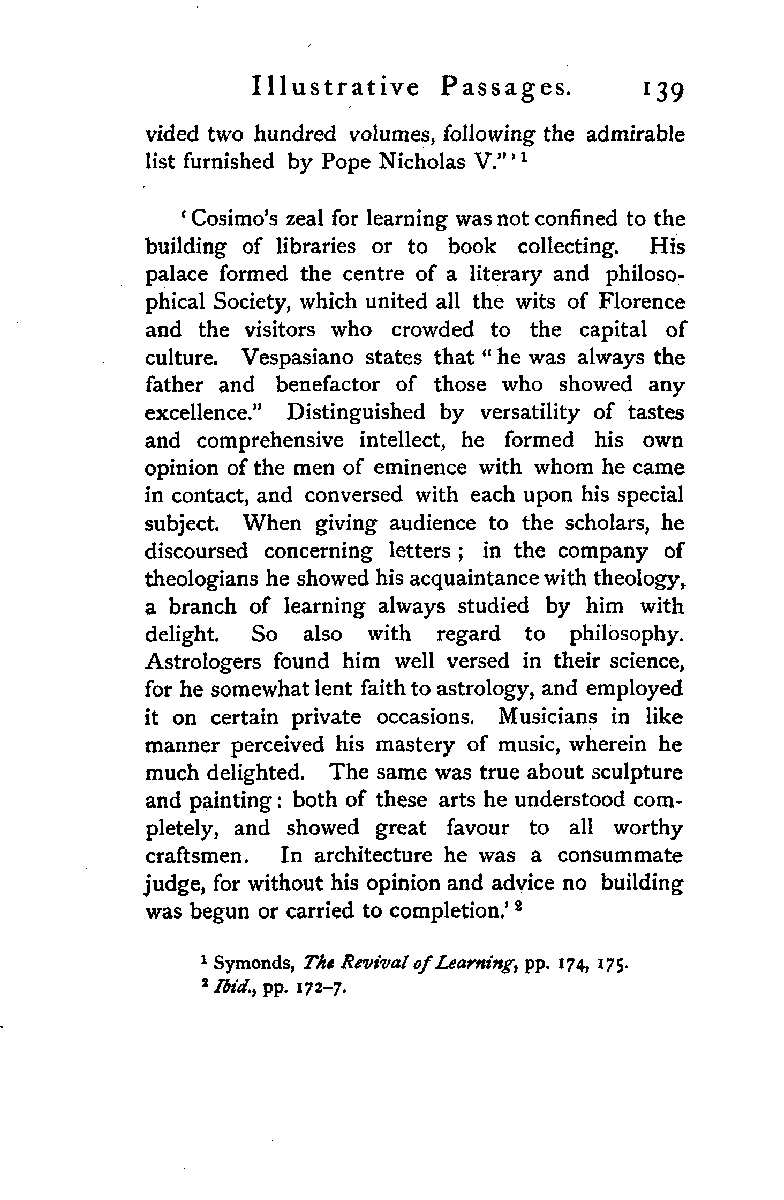 Illustrative Passages. 139
vided two hundred volumes, following the admirable
list furnished by Pope Nicholas V."' ¹
' Cosimo's zeal for learning was not confined to the
building of libraries or to book collecting. His
palace formed the centre of a literary and philoso-
phical Society, which united all the wits of Florence
and the visitors who crowded to the capital of
culture. Vespasiano states that " he was always the
father and benefactor of those who showed any
excellence." Distinguished by versatility of tastes
and comprehensive intellect, he formed his own
opinion of the men of eminence with whom he came
in contact, and conversed with each upon his special
subject. When giving audience to the scholars, he
discoursed concerning letters ; in the company of
theologians he showed his acquaintance with theology,
a branch of learning always studied by him with
delight. So also with regard to philosophy.
Astrologers found him well versed in their science,
for he somewhat lent faith to astrology, and employed
it on certain private occasions. Musicians in like
manner perceived his mastery of music, wherein he
much delighted. The same was true about sculpture
and painting : both of these arts he understood com-
pletely, and showed great favour to all worthy
craftsmen. In architecture he was a consummate
judge, for without his opinion and advice no building
was begun or carried to completion.' ²
¹ Symonds, The Revival of Learning, pp. 174, 175.
² Ibid., pp. 172–7.